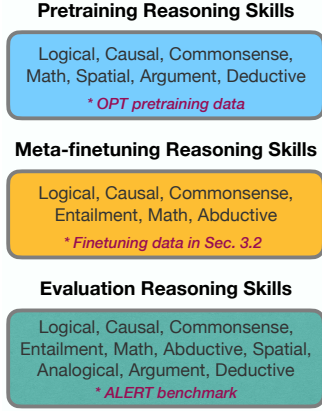 Pretraining Reasoning Skills
Logical, Causal, Commonsense,
Math, Spatial, Argument, Deductive
* OPT pretraining data
Meta-finetuning Reasoning Skills
Logical, Causal, Commonsense,
Entailment, Math, Abductive
* Finetuning data in Sec. 3.2
Evaluation Reasoning Skills
Logical, Causal, Commonsense,
Entailment, Math, Abductive, Spatial,
Analogical, Argument, Deductive
* ALERT benchmark